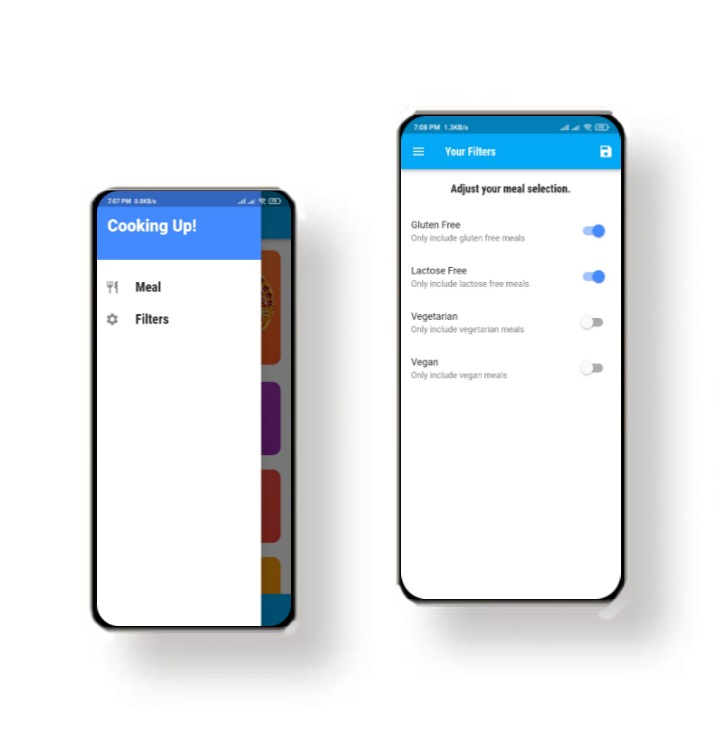 7:07 PM 0.0KB/s
Cooking Up!
Meal
Filters
7:08 PM 1.3KB/s
Your Filters
Adjust your meal selection.
Gluten Free
Only include gluten free meals
Lactose Free
Only include lactose free meals
Vegetarian
Only include vegetarian meals
Vegan
Only include vegan meals